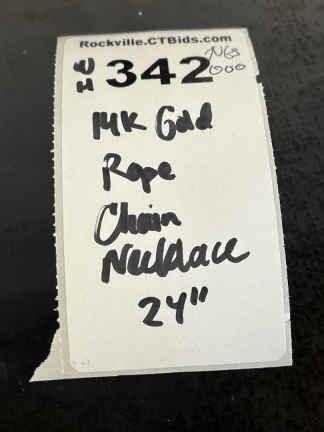 Rockville.CTBids.com
342
14K Gold
Rope
Chain
Necklace
24"